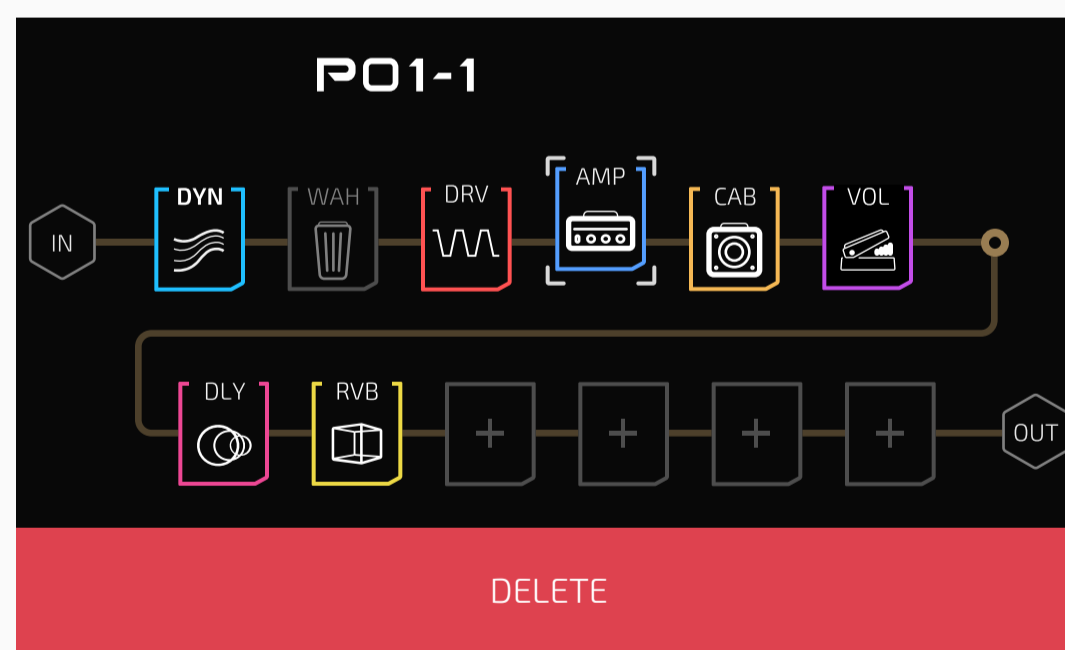 P01-1
IN DYN WAH DRV AMP CAB VOL
DLY RVB + + + + OUT
DELETE